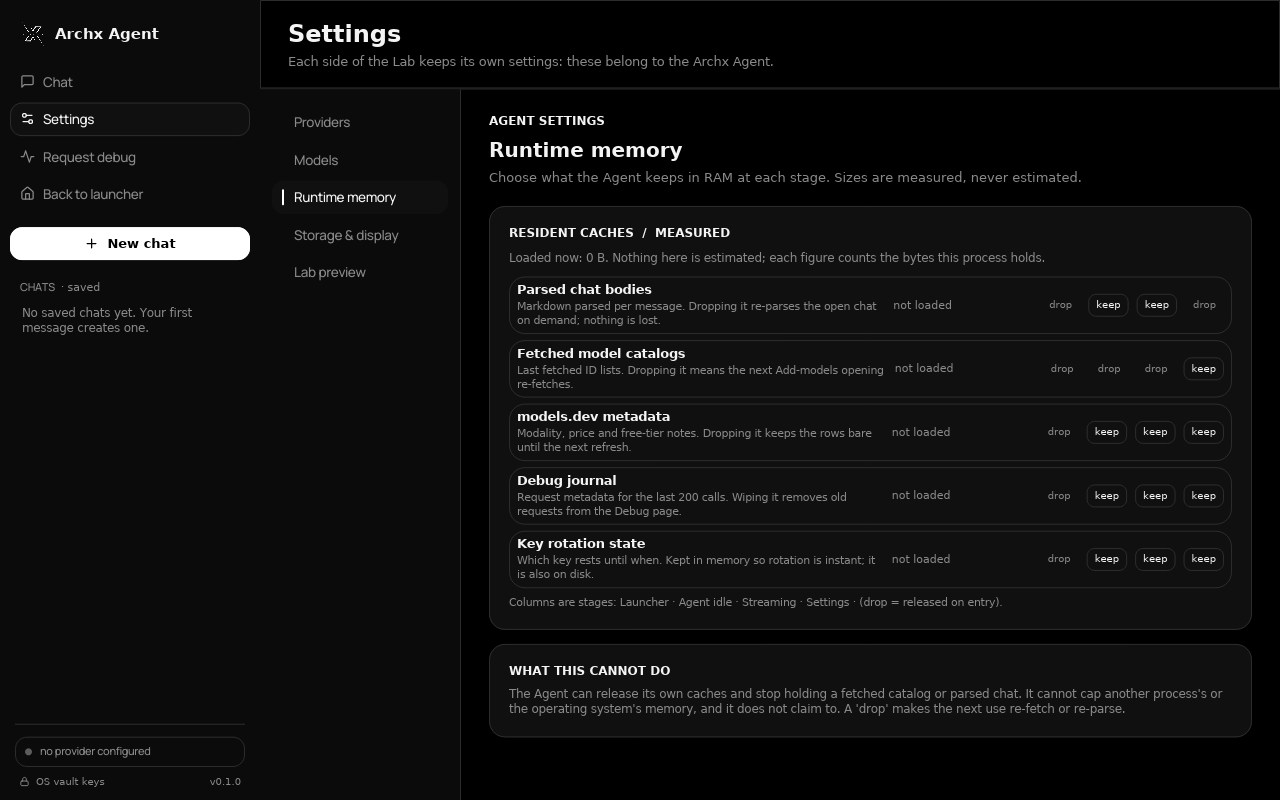 Archx Agent
Chat
Settings
Request debug
Back to launcher
+ New chat
CHATS · saved
No saved chats yet. Your first
message creates one.
no provider configured
OS vault keys v0.1.0
Settings
Each side of the Lab keeps its own settings: these belong to the Archx Agent.
Providers
Models
Runtime memory
Storage & display
Lab preview
AGENT SETTINGS
Runtime memory
Choose what the Agent keeps in RAM at each stage. Sizes are measured, never estimated.
RESIDENT CACHES / MEASURED
Loaded now: 0 B. Nothing here is estimated; each figure counts the bytes this process holds.
Parsed chat bodies
Markdown parsed per message. Dropping it re-parses the open chat
on demand; nothing is lost.
not loaded drop keep keep drop
Fetched model catalogs
Last fetched ID lists. Dropping it means the next Add-models opening
re-fetches.
not loaded drop drop drop keep
models.dev metadata
Modality, price and free-tier notes. Dropping it keeps the rows bare
until the next refresh.
not loaded drop keep keep keep
Debug journal
Request metadata for the last 200 calls. Wiping it removes old
requests from the Debug page.
not loaded drop keep keep keep
Key rotation state
Which key rests until when. Kept in memory so rotation is instant; it
is also on disk.
not loaded drop keep keep keep
Columns are stages: Launcher · Agent idle · Streaming · Settings · (drop = released on entry).
WHAT THIS CANNOT DO
The Agent can release its own caches and stop holding a fetched catalog or parsed chat. It cannot cap another process's or
the operating system's memory, and it does not claim to. A 'drop' makes the next use re-fetch or re-parse.